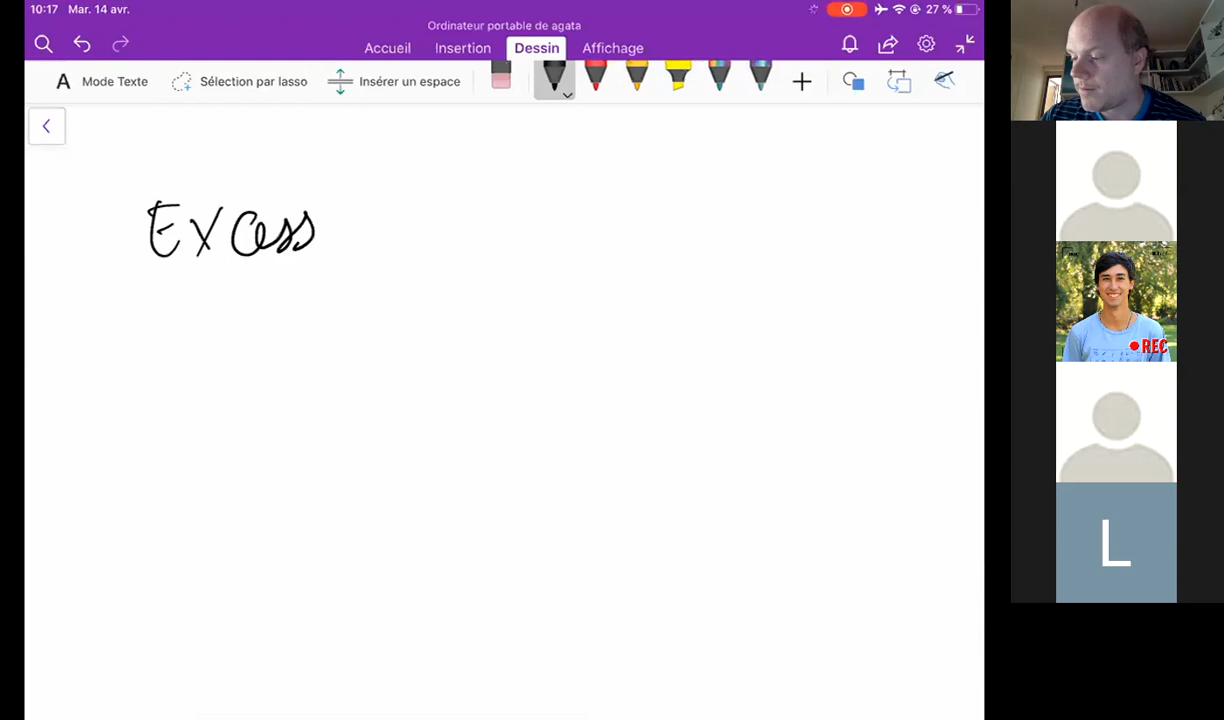 10:17 Mar. 14 avr.
27 %
Ordinateur portable de agata
Accueil Insertion Dessin Affichage
A Mode Texte Sélection par lasso Insérer un espace
Excess
REC
L